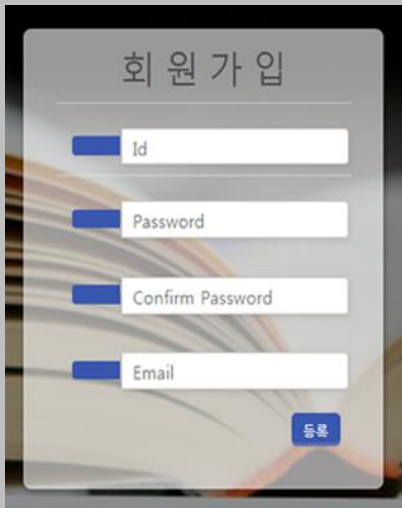 회 원 가 입
Id
Password
Confirm Password
Email
등록